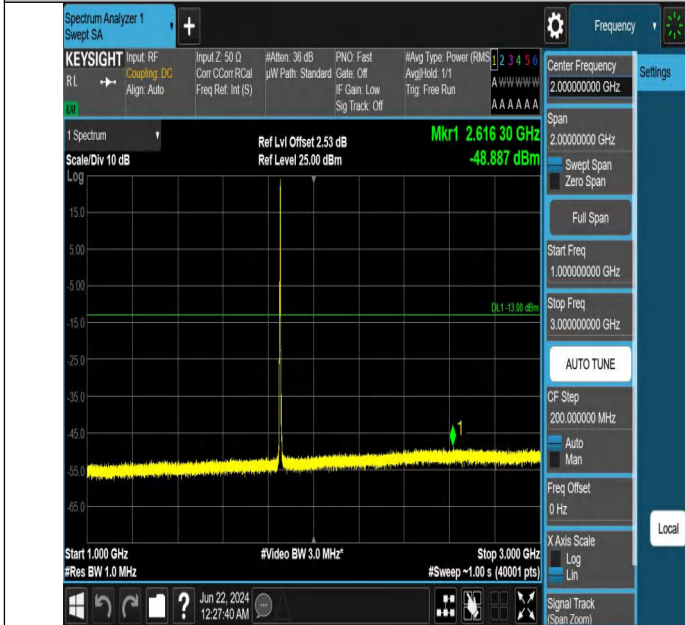 Spectrum Analyzer 1
Swept SA
+
Frequency
KEYSIGHT
RL
Input: RF
Coupling: DC
Align: Auto
Input Z: 50 Ω
Corr CCorr RCal
Freq Ref: Int (S)
#Atten: 36 dB
µW Path: Standard
PNO: Fast
Gate: Off
IF Gain: Low
Sig Track: Off
#Avg Type: Power (RMS
Avg|Hold: 1/1
Trig: Free Run
1 2 3 4 5 6
A W W W W W
A A A A A A
1 Spectrum
Scale/Div 10 dB
Ref Lvl Offset 2.53 dB
Ref Level 25.00 dBm
Mkr1 2.616 30 GHz
-48.887 dBm
Log
15.0
5.00
-5.00
-15.0
-25.0
-35.0
-45.0
-55.0
-65.0
DL1 -13.00 dBm
1
Start 1.000 GHz
#Res BW 1.0 MHz
#Video BW 3.0 MHz*
Stop 3.000 GHz
#Sweep ~1.00 s (40001 pts)
Center Frequency
2.000000000 GHz
Settings
Span
2.00000000 GHz
Swept Span
Zero Span
Full Span
Start Freq
1.000000000 GHz
Stop Freq
3.000000000 GHz
AUTO TUNE
CF Step
200.000000 MHz
Auto
Man
Freq Offset
0 Hz
X Axis Scale
Log
Lin
Local
Signal Track
(Span Zoom)
?
Jun 22, 2024
12:27:40 AM